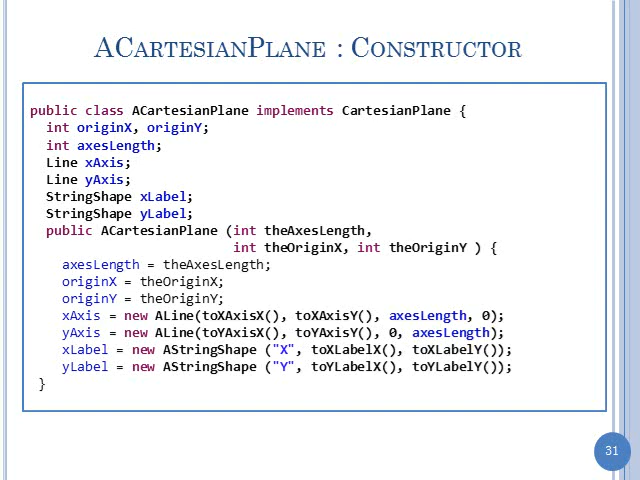 ACARTESIANPLANE : CONSTRUCTOR
public class ACartesianPlane implements CartesianPlane {
int originX, originY;
int axesLength;
Line xAxis;
Line yAxis;
StringShape xLabel;
StringShape yLabel;
public ACartesianPlane (int theAxesLength,
int theOriginX, int theOriginY ) {
axesLength = theAxesLength;
originX = theOriginX;
originY = theOriginY;
xAxis = new ALine(toXAxisX(), toXAxisY(), axesLength, 0);
yAxis = new ALine(toYAxisX(), toYAxisY(), 0, axesLength);
xLabel = new AStringShape ("X", toXLabelX(), toXLabelY());
yLabel = new AStringShape ("Y", toYLabelX(), toYLabelY());
}
31